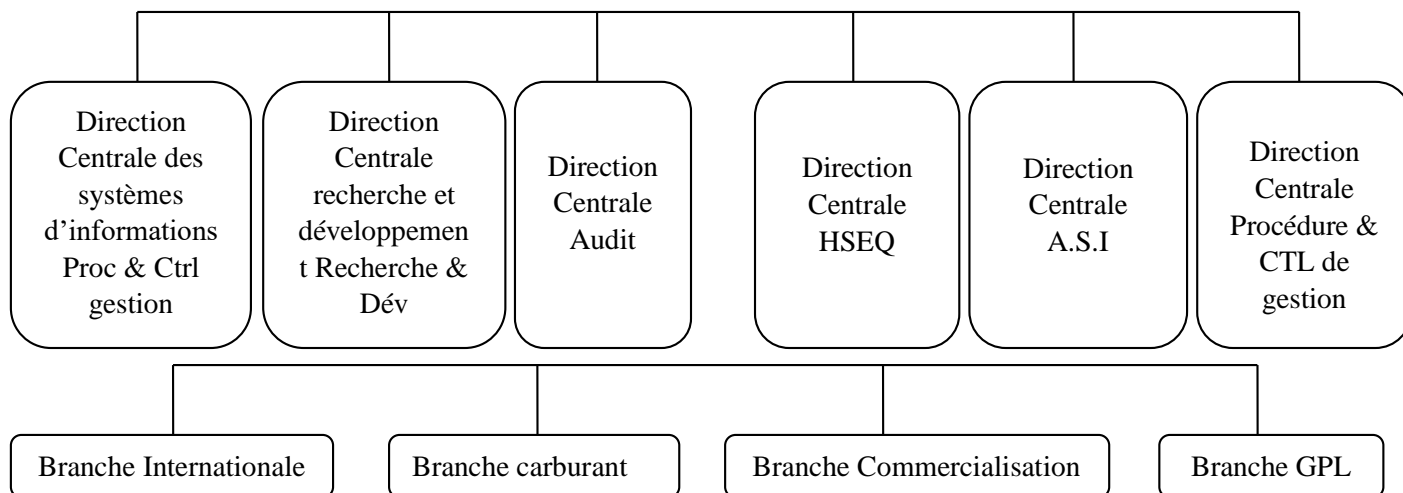 Direction
Centrale des
systèmes
d’informations
Proc & Ctrl
gestion
Direction
Centrale
recherche et
développemen
t Recherche &
Dév
Direction
Centrale
Audit
Direction
Centrale
HSEQ
Direction
Centrale
A.S.I
Direction
Centrale
Procédure &
CTL de
gestion
Branche Internationale
Branche carburant
Branche Commercialisation
Branche GPL